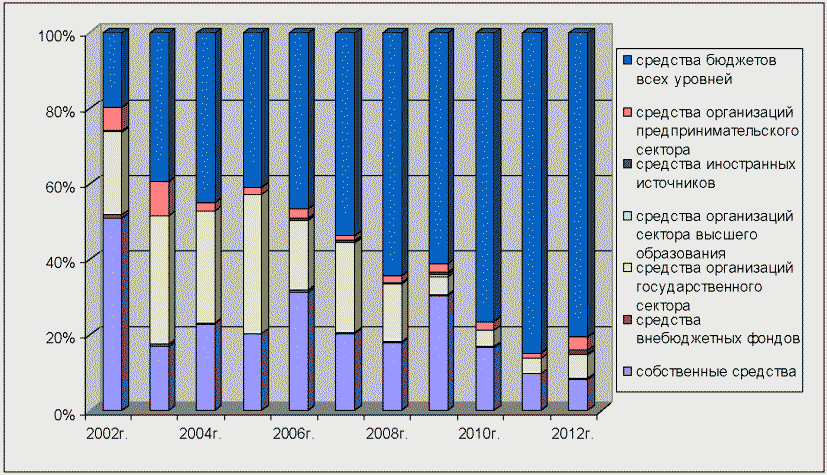 100%
80%
60%
40%
20%
0%
2002г.
2004г.
2006г.
2008г.
2010г.
2012г.
средства бюджетов
всех уровней
средства организаций
предпринимательского
сектора
средства иностранных
источников
средства организаций
сектора высшего
образования
средства организаций
государственного
сектора
средства
внебюджетных фондов
собственные средства